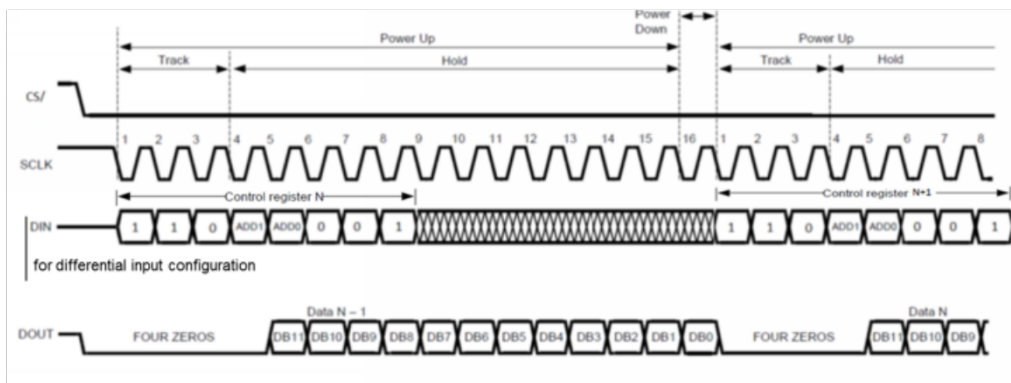 Power
Down
Power Up
Power Up
Track
Hold
Track
Hold
CS/
1 2 3 4 5 6 7 8 9 10 11 12 13 14 15 16 1 2 3 4 5 6 7 8
SCLK
Control register N
Control register N+1
DIN
1 1 0 ADD1 ADD0 0 0 1 1 1 0 ADD1 ADD0 0 0 1
for differential input configuration
Data N – 1
Data N
DOUT
FOUR ZEROS DB11 DB10 DB9 DB8 DB7 DB6 DB5 DB4 DB3 DB2 DB1 DB0 FOUR ZEROS DB11 DB10 DB9